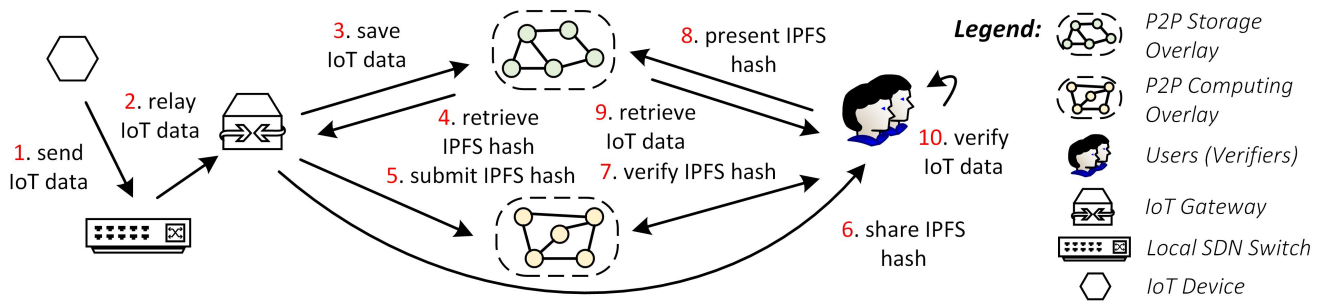 1. send
IoT data
2. relay
IoT data
3. save
IoT data
4. retrieve
IPFS hash
5. submit IPFS hash
6. share IPFS
hash
7. verify IPFS hash
8. present IPFS
hash
9. retrieve
IoT data
10. verify
IoT data
Legend:
P2P Storage
Overlay
P2P Computing
Overlay
Users (Verifiers)
IoT Gateway
Local SDN Switch
IoT Device